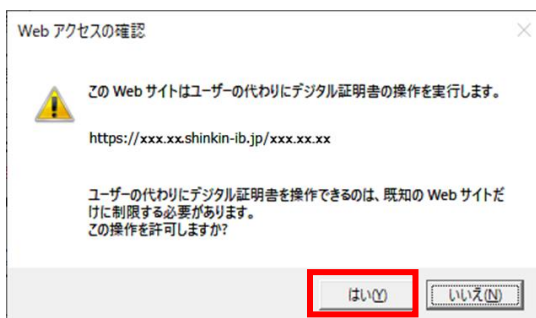 Web アクセスの確認
この Web サイトはユーザーの代わりにデジタル証明書の操作を実行します。
https://xxx.xx.shinkin-ib.jp/xxx.xx.xx
ユーザーの代わりにデジタル証明書を操作できるのは、既知の Web サイトだ
けに制限する必要があります。
この操作を許可しますか?
はい(Y) いいえ(N)